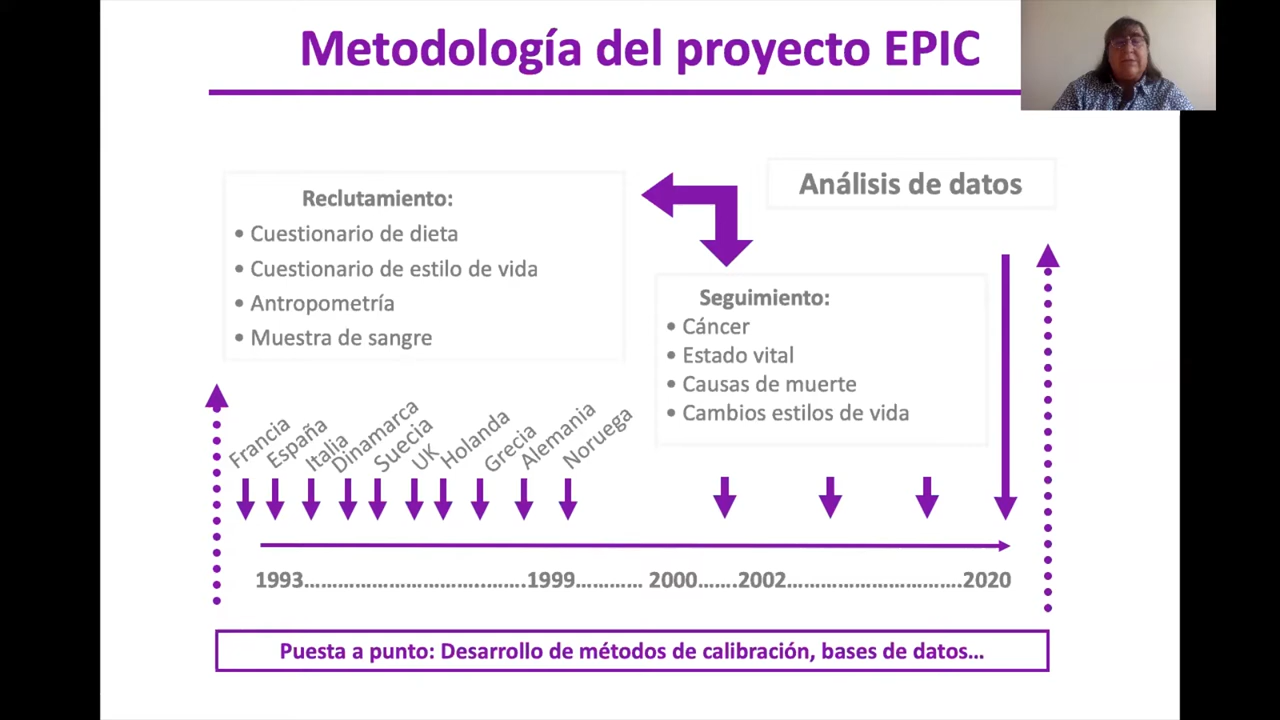 Metodología del proyecto EPIC
Análisis de datos
Reclutamiento:
• Cuestionario de dieta
• Cuestionario de estilo de vida
• Antropometría
• Muestra de sangre
Seguimiento:
• Cáncer
• Estado vital
• Causas de muerte
• Cambios estilos de vida
Francia
España
Italia
Dinamarca
Suecia
UK
Holanda
Grecia
Alemania
Noruega
1993……………………..…….1999………… 2000…….2002…………………….2020
Puesta a punto: Desarrollo de métodos de calibración, bases de datos…